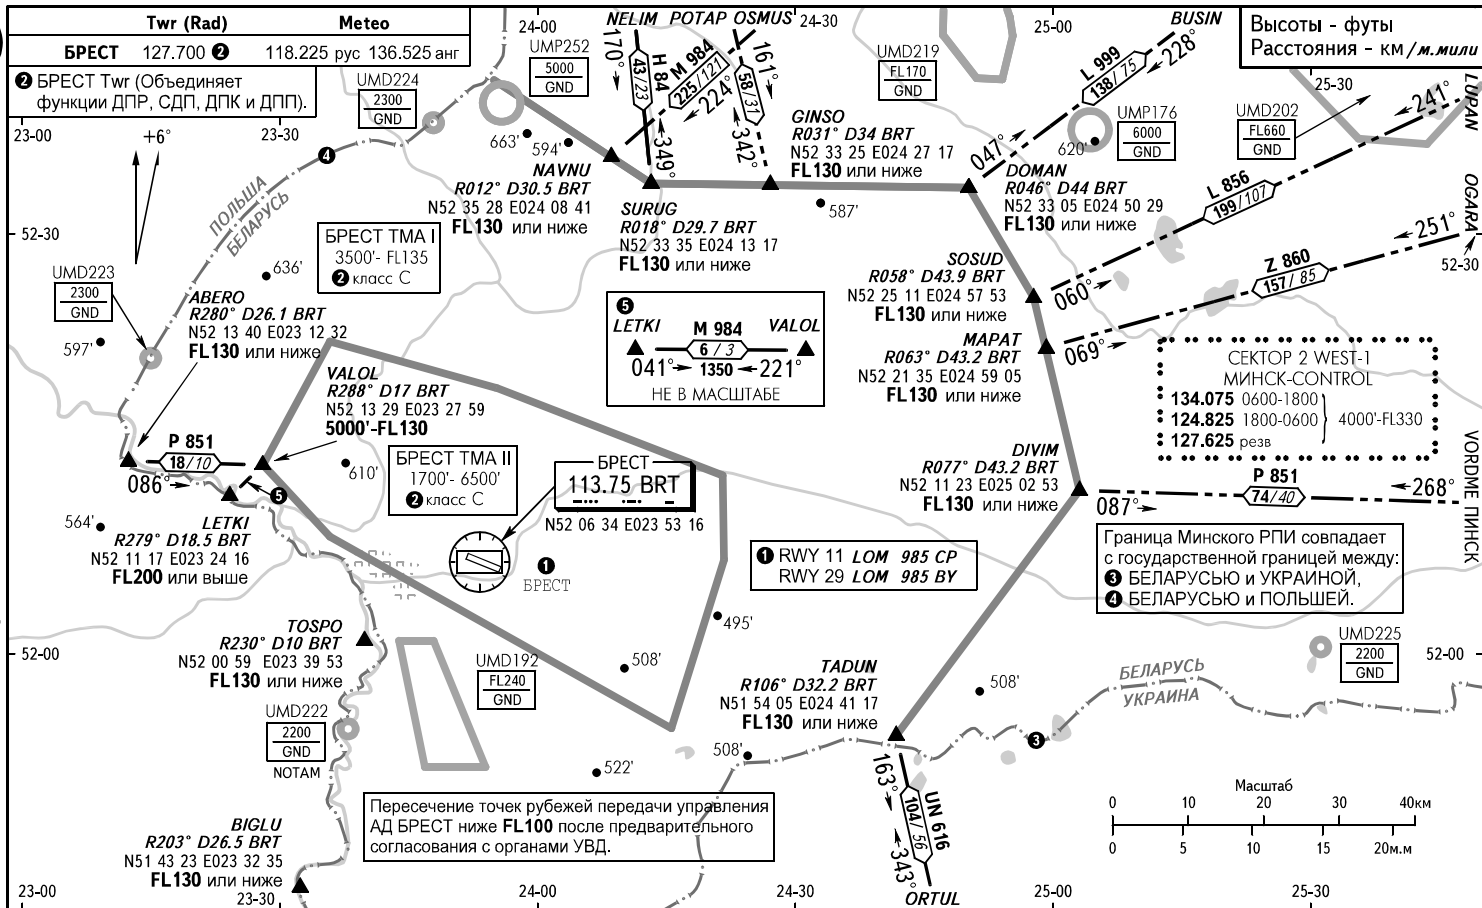 Twr (Rad) Meteo
БРЕСТ 127.700 ❷ 118.225 рус 136.525 анг
❷ БРЕСТ Twr (Объединяет
функции ДПР, СДП, ДПК и ДПП).
Высоты - футы
Расстояния - км/м.мили
24-00
24-30
25-00
25-30
23-00
23-30
+6°
UMD224
2300
GND
UMP252
5000
GND
NELIM
POTAP
OSMUS
BUSIN
LUPAN
OGARA
170°
H 84
43/23
349°
M 984
225/121
224°
161°
58/31
342°
UMD219
FL170
GND
L 999
138/75
228°
047°
UMP176
6000
GND
620'
UMD202
FL660
GND
241°
663'
594'
❹
ПОЛЬША
БЕЛАРУСЬ
NAVNU
R012° D30.5 BRT
N52 35 28 E024 08 41
FL130 или ниже
SURUG
R018° D29.7 BRT
N52 33 35 E024 13 17
FL130 или ниже
GINSO
R031° D34 BRT
N52 33 25 E024 27 17
FL130 или ниже
587'
DOMAN
R046° D44 BRT
N52 33 05 E024 50 29
FL130 или ниже
L 856
199/107
060°
Z 860
157/85
069°
251°
52-30
52-30
БРЕСТ TMA I
3500'- FL135
❷ класс С
636'
UMD223
2300
GND
597'
ABERO
R280° D26.1 BRT
N52 13 40 E023 12 32
FL130 или ниже
SOSUD
R058° D43.9 BRT
N52 25 11 E024 57 53
FL130 или ниже
MAPAT
R063° D43.2 BRT
N52 21 35 E024 59 05
FL130 или ниже
❺
LETKI M 984 VALOL
6/3
041° 1350 221°
НЕ В МАСШТАБЕ
СЕКТОР 2 WEST-1
МИНСК-CONTROL
134.075 0600-1800
124.825 1800-0600
127.625 резв
4000'-FL330
VALOL
R288° D17 BRT
N52 13 29 E023 27 59
5000'-FL130
P 851
18/10
086°
❺
610'
БРЕСТ TMA II
1700'- 6500'
❷ класс С
БРЕСТ
113.75 BRT
N52 06 34 E023 53 16
DIVIM
R077° D43.2 BRT
N52 11 23 E025 02 53
FL130 или ниже
P 851
74/40
087°
268°
VORDME ПИНСК
564'
LETKI
R279° D18.5 BRT
N52 11 17 E023 24 16
FL200 или выше
❶
БРЕСТ
❶ RWY 11 LOM 985 CP
RWY 29 LOM 985 BY
Граница Минского РПИ совпадает
с государственной границей между:
❸ БЕЛАРУСЬЮ и УКРАИНОЙ,
❹ БЕЛАРУСЬЮ и ПОЛЬШЕЙ.
TOSPO
R230° D10 BRT
N52 00 59 E023 39 53
FL130 или ниже
495'
508'
52-00
52-00
UMD192
FL240
GND
UMD222
2200
GND
NOTAM
TADUN
R106° D32.2 BRT
N51 54 05 E024 41 17
FL130 или ниже
508'
UMD225
2200
GND
БЕЛАРУСЬ
УКРАИНА
❸
508'
522'
163°
UN 616
104/56
343°
ORTUL
Пересечение точек рубежей передачи управления
АД БРЕСТ ниже FL100 после предварительного
согласования с органами УВД.
BIGLU
R203° D26.5 BRT
N51 43 23 E023 32 35
FL130 или ниже
Масштаб
0 10 20 30 40км
0 5 10 15 20м.м
23-00
23-30
24-00
24-30
25-00
25-30